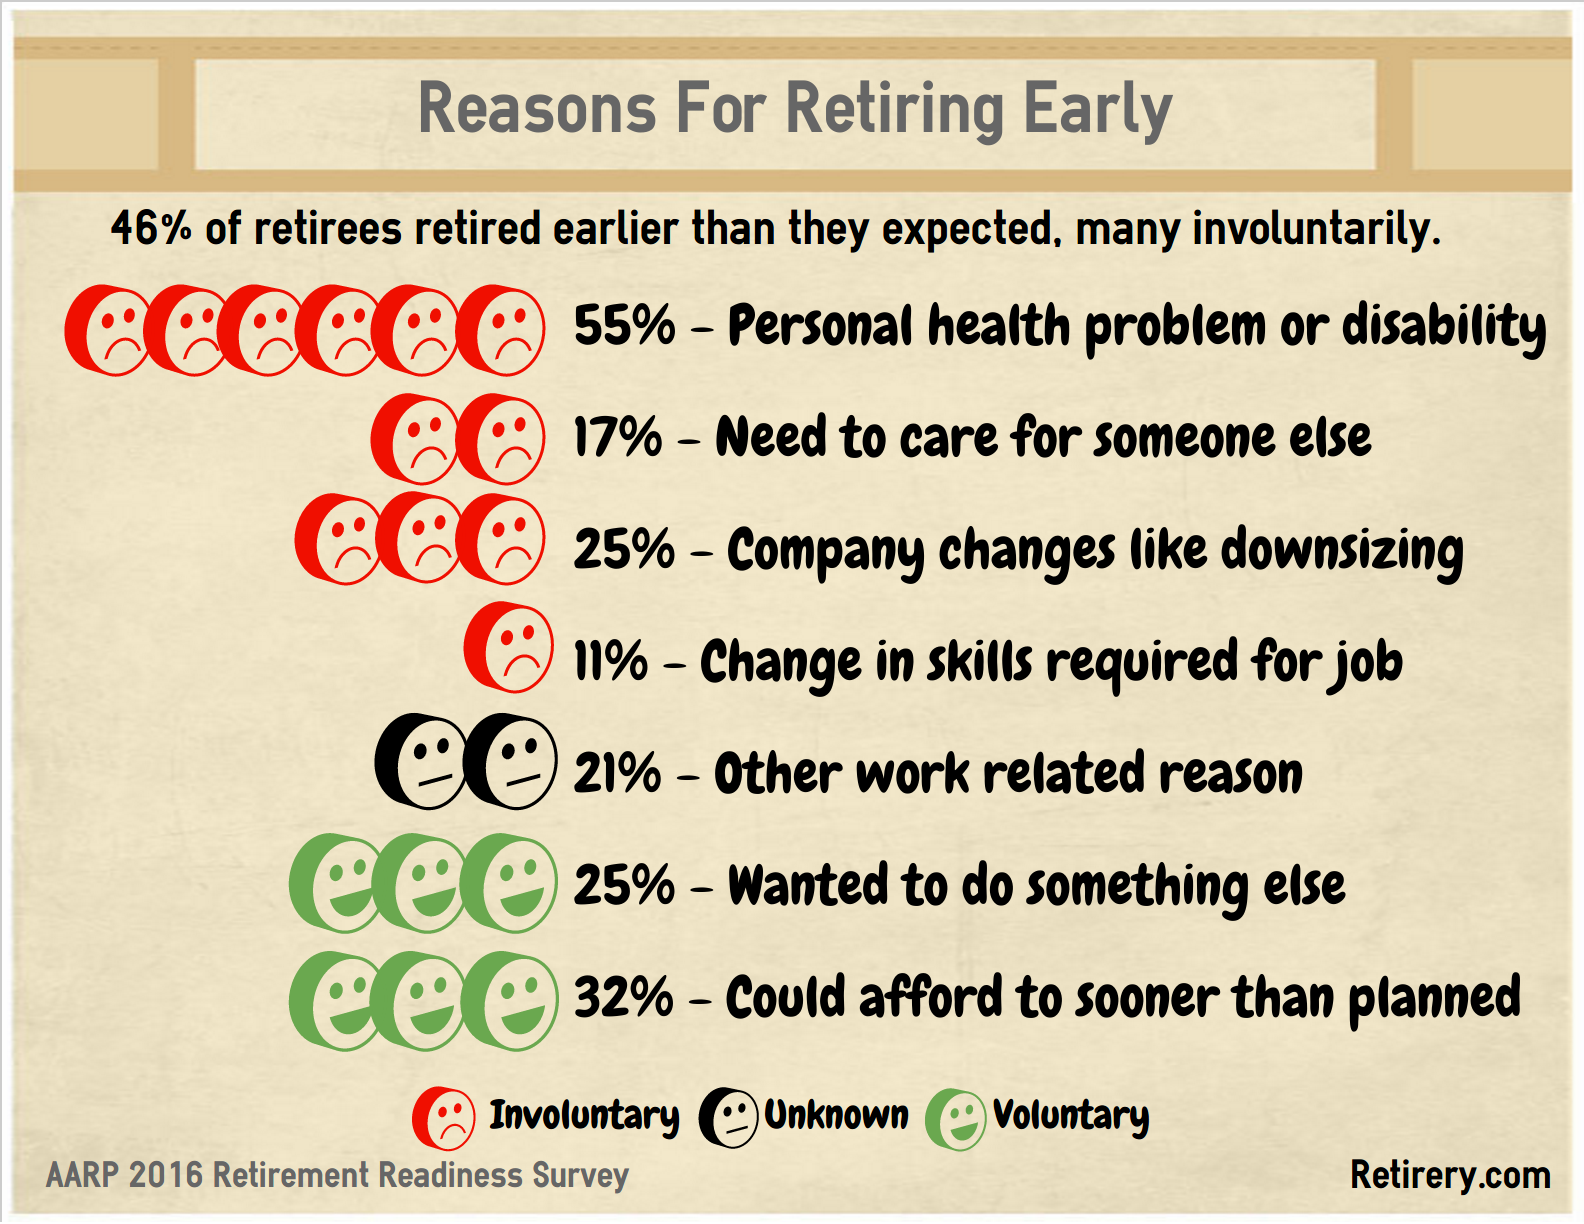 Reasons For Retiring Early
46% of retirees retired earlier than they expected, many involuntarily.
55% – Personal health problem or disability
17% – Need to care for someone else
25% – Company changes like downsizing
11% – Change in skills required for job
21% – Other work related reason
25% – Wanted to do something else
32% – Could afford to sooner than planned
Involuntary Unknown Voluntary
AARP 2016 Retirement Readiness Survey Retirery.com